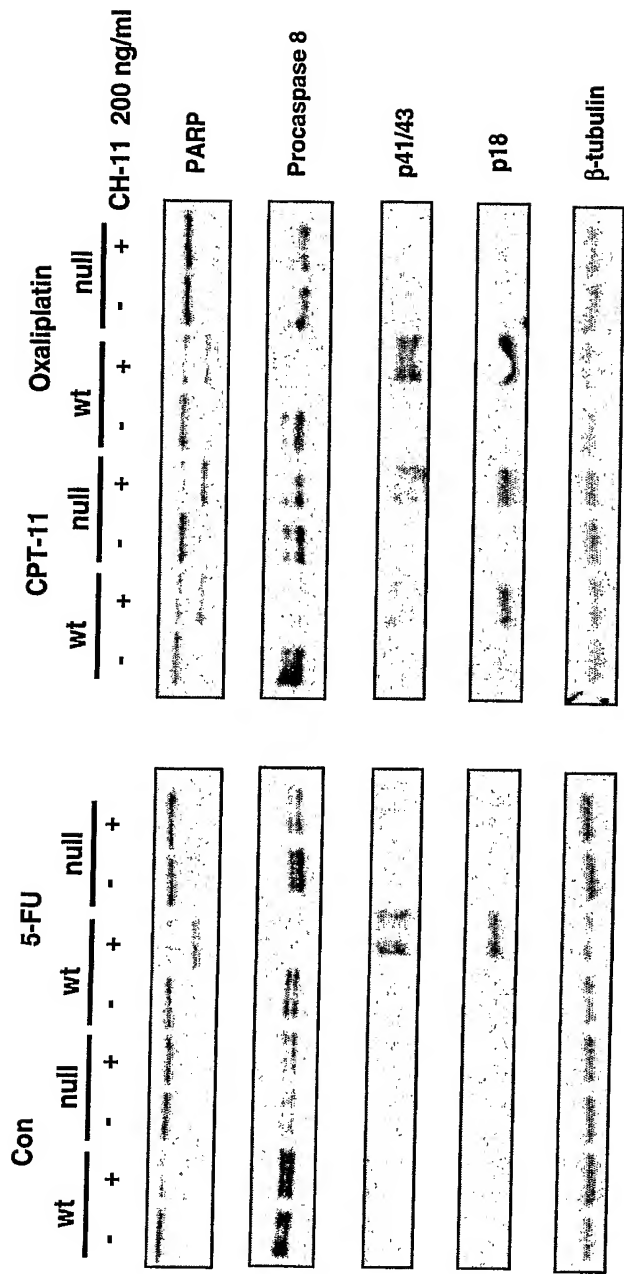 Con 5-FU CPT-11 Oxaliplatin
wt null wt null wt null wt null
- + - + - + - + - + - + - + - + CH-11 200 ng/ml
PARP
Procaspase 8
p41/43
p18
β-tubulin